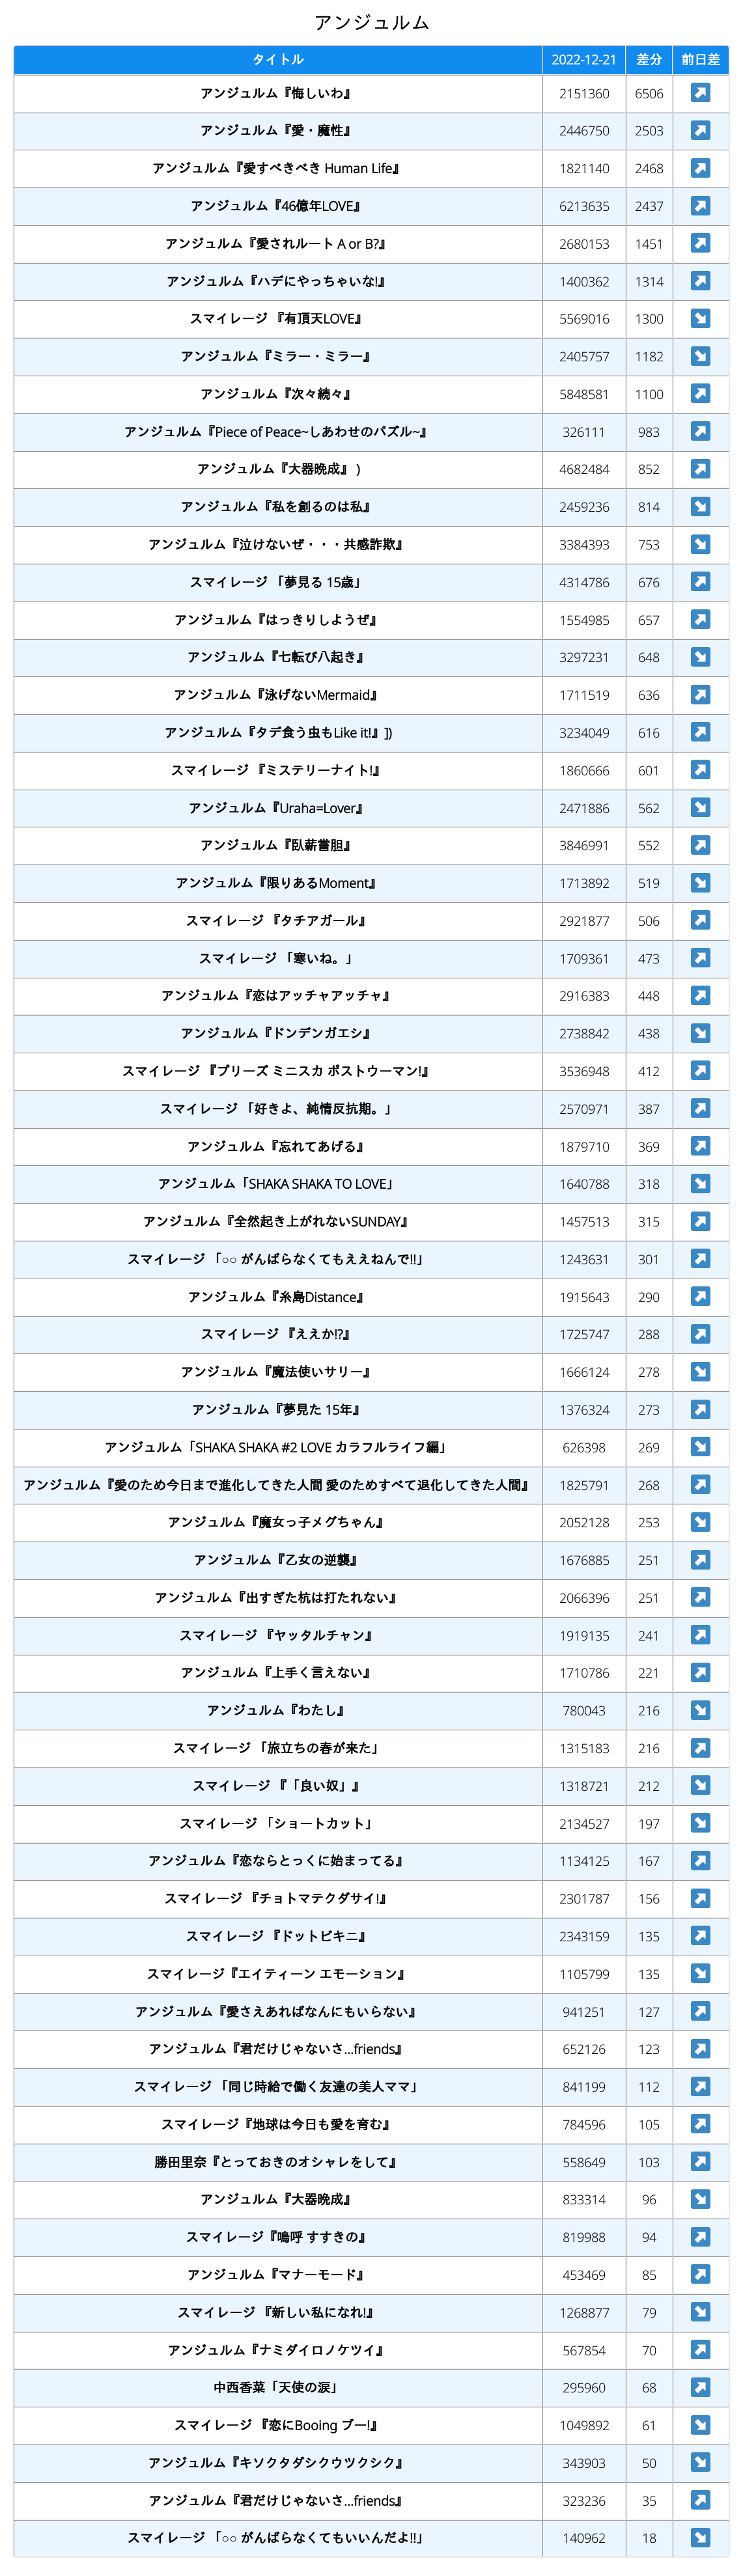 アンジュルム
タイトル 2022-12-21 差分 前日差
アンジュルム『悔しいわ』 2151360 6506 ↗
アンジュルム『愛・魔性』 2446750 2503 ↗
アンジュルム『愛すべきべき Human Life』 1821140 2468 ↗
アンジュルム『46億年LOVE』 6213635 2437 ↗
アンジュルム『愛されルート A or B?』 2680153 1451 ↗
アンジュルム『ハデにやっちゃいな!』 1400362 1314 ↗
スマイレージ 『有頂天LOVE』 5569016 1300 ↘
アンジュルム『ミラー・ミラー』 2405757 1182 ↘
アンジュルム『次々続々』 5848581 1100 ↗
アンジュルム『Piece of Peace~しあわせのパズル~』 326111 983 ↗
アンジュルム『大器晩成』 ) 4682484 852 ↗
アンジュルム『私を創るのは私』 2459236 814 ↘
アンジュルム『泣けないぜ・・・共感詐欺』 3384393 753 ↘
スマイレージ 「夢見る 15歳」 4314786 676 ↗
アンジュルム『はっきりしようぜ』 1554985 657 ↗
アンジュルム『七転び八起き』 3297231 648 ↘
アンジュルム『泳げないMermaid』 1711519 636 ↗
アンジュルム『タデ食う虫もLike it!』]) 3234049 616 ↗
スマイレージ 『ミステリーナイト!』 1860666 601 ↗
アンジュルム『Uraha=Lover』 2471886 562 ↘
アンジュルム『臥薪嘗胆』 3846991 552 ↗
アンジュルム『限りあるMoment』 1713892 519 ↘
スマイレージ 『タチアガール』 2921877 506 ↗
スマイレージ 「寒いね。」 1709361 473 ↗
アンジュルム『恋はアッチャアッチャ』 2916383 448 ↗
アンジュルム『ドンデンガエシ』 2738842 438 ↘
スマイレージ 『プリーズ ミニスカ ポストウーマン!』 3536948 412 ↗
スマイレージ 「好きよ、純情反抗期。」 2570971 387 ↗
アンジュルム『忘れてあげる』 1879710 369 ↗
アンジュルム「SHAKA SHAKA TO LOVE」 1640788 318 ↘
アンジュルム『全然起き上がれないSUNDAY』 1457513 315 ↗
スマイレージ 「○○ がんばらなくてもええねんで!!」 1243631 301 ↗
アンジュルム『糸島Distance』 1915643 290 ↗
スマイレージ 『ええか!?』 1725747 288 ↗
アンジュルム『魔法使いサリー』 1666124 278 ↘
アンジュルム『夢見た 15年』 1376324 273 ↗
アンジュルム「SHAKA SHAKA #2 LOVE カラフルライフ編」 626398 269 ↘
アンジュルム『愛のため今日まで進化してきた人間 愛のためすべて退化してきた人間』 1825791 268 ↗
アンジュルム『魔女っ子メグちゃん』 2052128 253 ↘
アンジュルム『乙女の逆襲』 1676885 251 ↗
アンジュルム『出すぎた杭は打たれない』 2066396 251 ↗
スマイレージ 『ヤッタルチャン』 1919135 241 ↗
アンジュルム『上手く言えない』 1710786 221 ↗
アンジュルム『わたし』 780043 216 ↘
スマイレージ 「旅立ちの春が来た」 1315183 216 ↗
スマイレージ 『「良い奴」』 1318721 212 ↘
スマイレージ 「ショートカット」 2134527 197 ↘
アンジュルム『恋ならとっくに始まってる』 1134125 167 ↗
スマイレージ 『チョトマテクダサイ!』 2301787 156 ↗
スマイレージ 『ドットビキニ』 2343159 135 ↗
スマイレージ『エイティーン エモーション』 1105799 135 ↘
アンジュルム『愛さえあればなんにもいらない』 941251 127 ↗
アンジュルム『君だけじゃないさ...friends』 652126 123 ↗
スマイレージ 「同じ時給で働く友達の美人ママ」 841199 112 ↗
スマイレージ『地球は今日も愛を育む』 784596 105 ↗
勝田里奈『とっておきのオシャレをして』 558649 103 ↗
アンジュルム『大器晩成』 833314 96 ↘
スマイレージ『嗚呼 すすきの』 819988 94 ↗
アンジュルム『マナーモード』 453469 85 ↗
スマイレージ 『新しい私になれ!』 1268877 79 ↘
アンジュルム『ナミダイロノケツイ』 567854 70 ↗
中西香菜「天使の涙」 295960 68 ↗
スマイレージ 『恋にBooing ブー!』 1049892 61 ↘
アンジュルム『キソクタダシクウツクシク』 343903 50 ↘
アンジュルム『君だけじゃないさ...friends』 323236 35 ↗
スマイレージ 「○○ がんばらなくてもいいんだよ!!」 140962 18 ↘